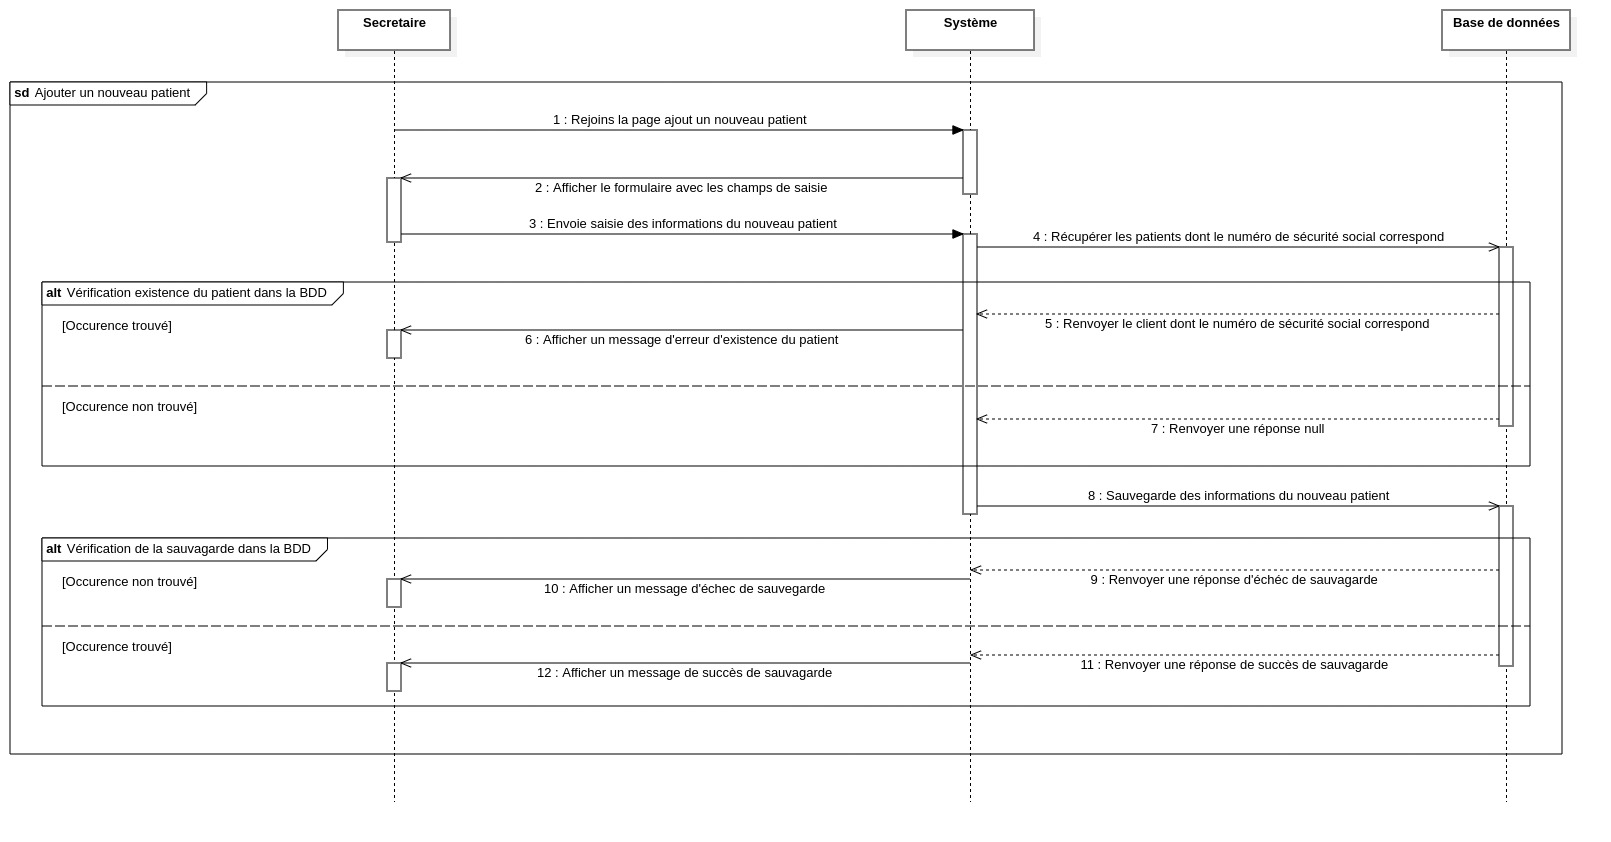 Secretaire
Système
Base de données
sd Ajouter un nouveau patient
1 : Rejoins la page ajout un nouveau patient
2 : Afficher le formulaire avec les champs de saisie
3 : Envoie saisie des informations du nouveau patient
4 : Récupérer les patients dont le numéro de sécurité social correspond
alt Vérification existence du patient dans la BDD
[Occurence trouvé]
5 : Renvoyer le client dont le numéro de sécurité social correspond
6 : Afficher un message d'erreur d'existence du patient
[Occurence non trouvé]
7 : Renvoyer une réponse null
8 : Sauvegarde des informations du nouveau patient
alt Vérification de la sauvagarde dans la BDD
[Occurence non trouvé]
9 : Renvoyer une réponse d'échéc de sauvagarde
10 : Afficher un message d'échec de sauvegarde
[Occurence trouvé]
11 : Renvoyer une réponse de succès de sauvagarde
12 : Afficher un message de succès de sauvagarde